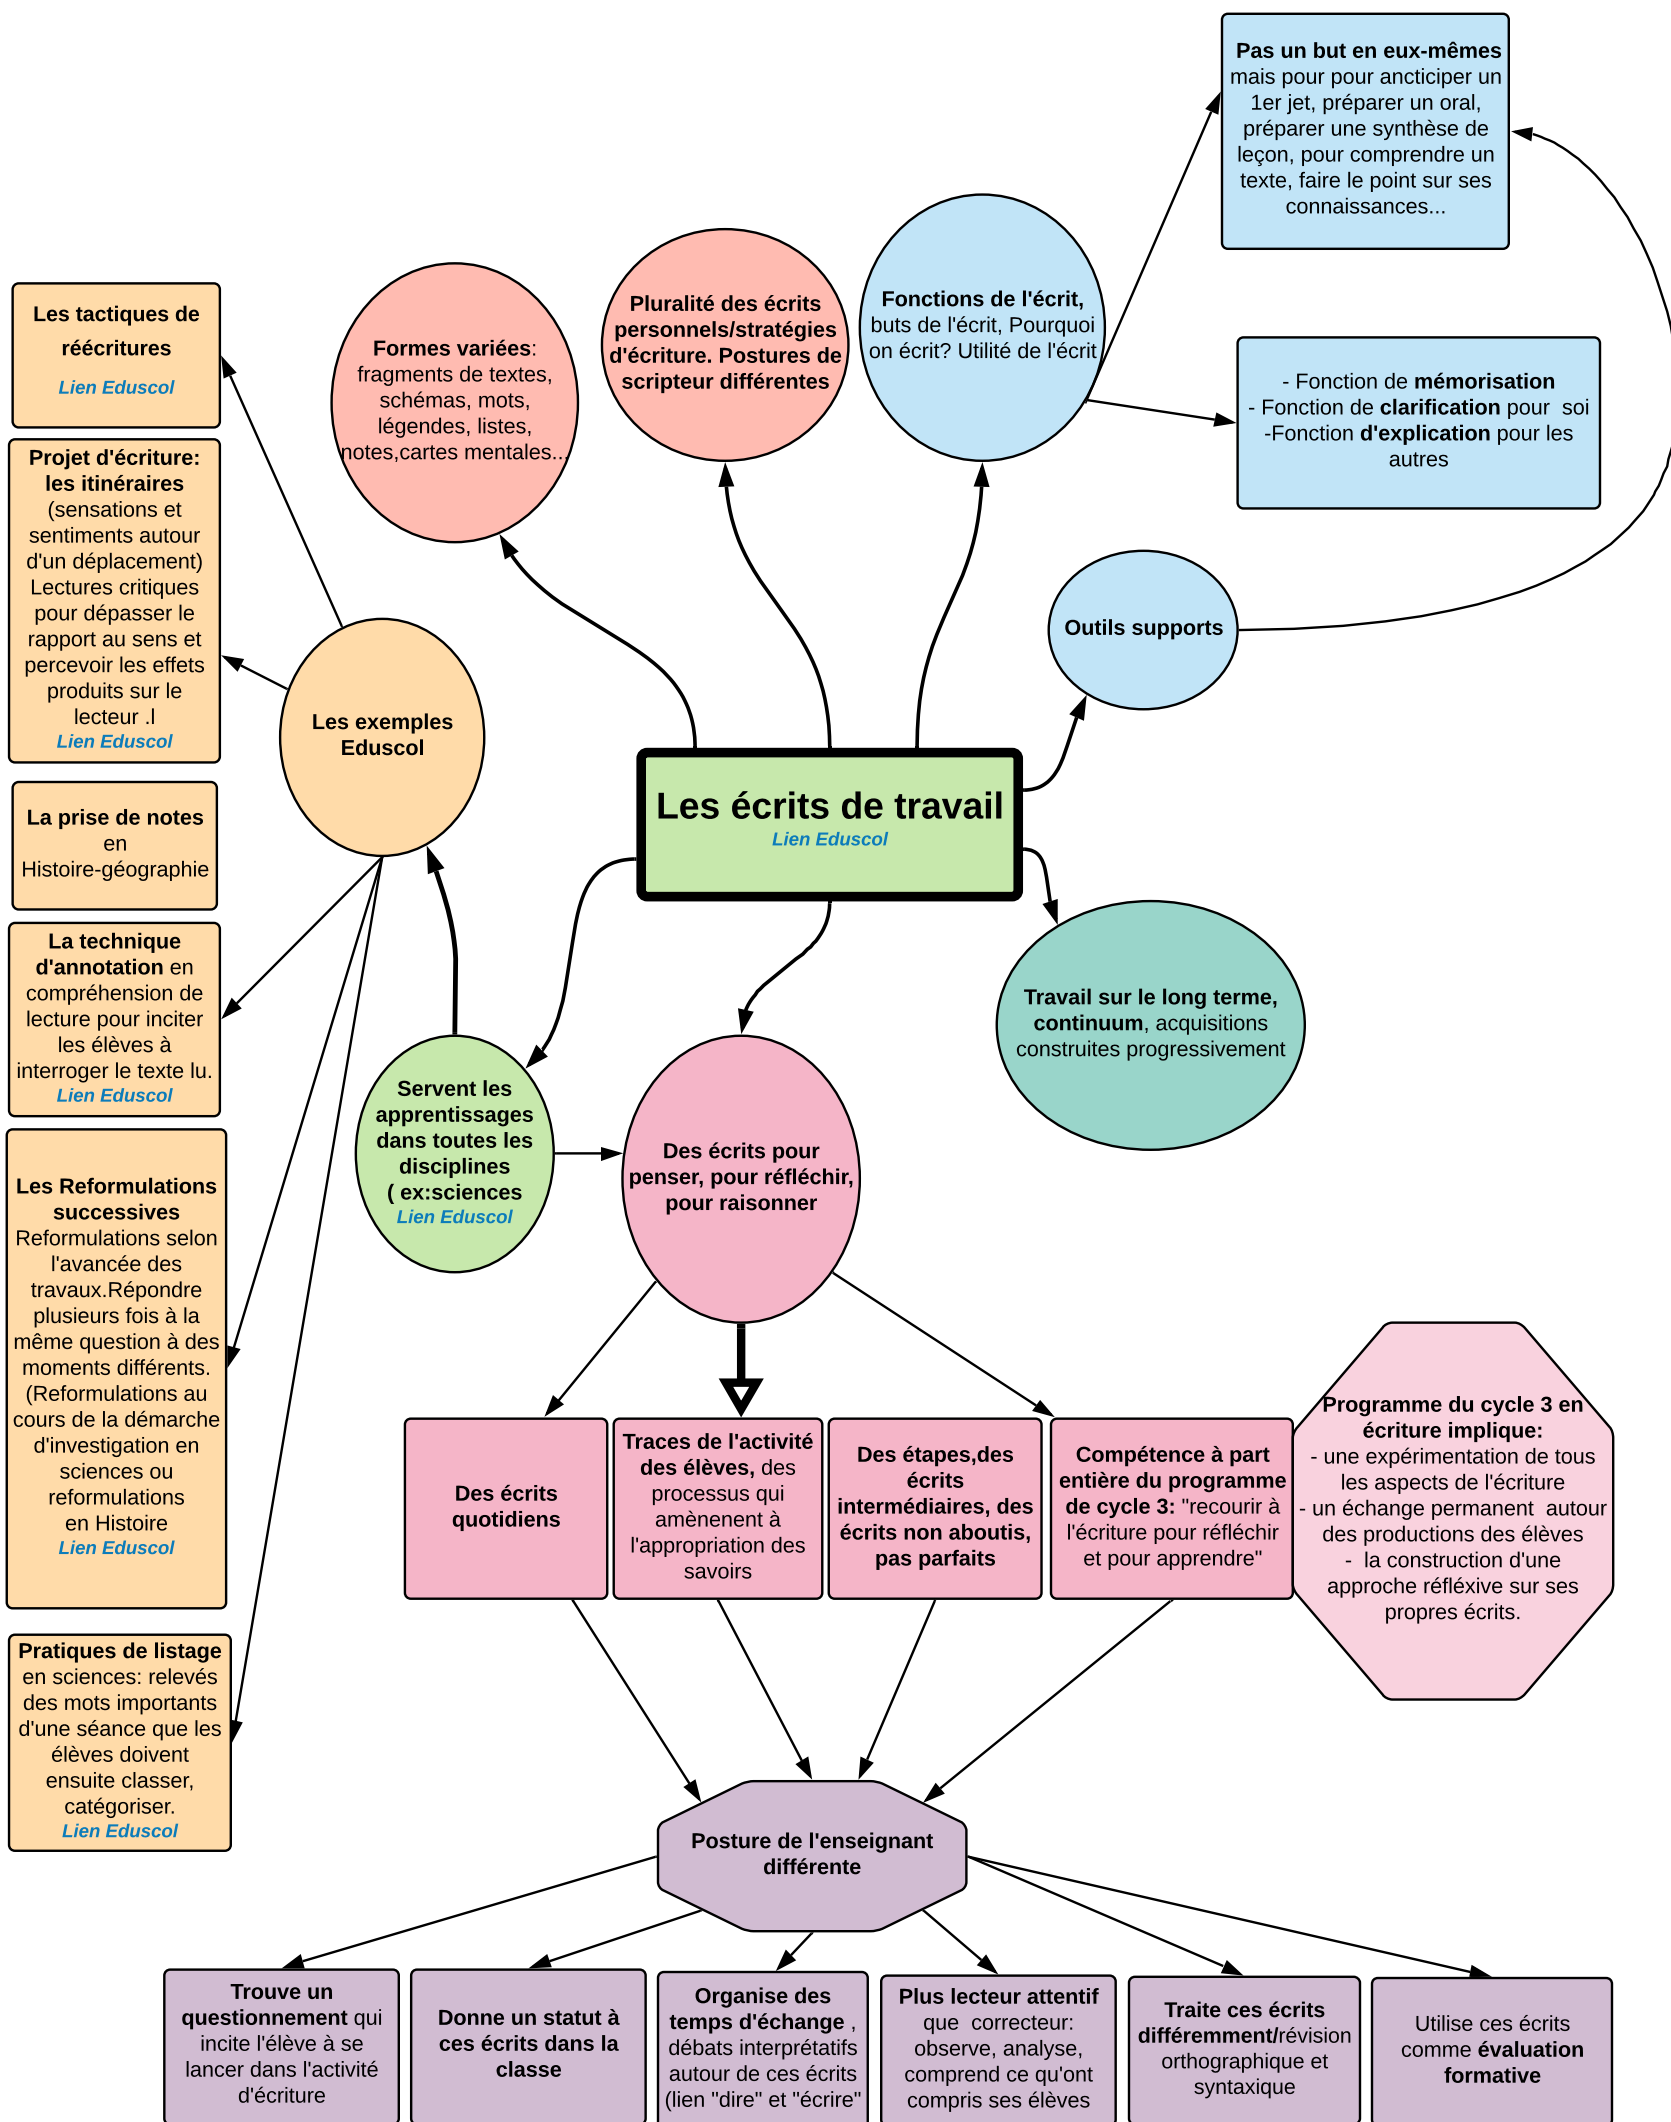 Pas un but en eux-mêmes
mais pour pour ancticiper un
1er jet, préparer un oral,
préparer une synthèse de
leçon, pour comprendre un
texte, faire le point sur ses
connaissances...
Fonctions de l'écrit,
buts de l'écrit, Pourquoi
on écrit? Utilité de l'écrit
Pluralité des écrits
personnels/stratégies
d'écriture. Postures de
scripteur différentes
Formes variées:
fragments de textes,
schémas, mots,
légendes, listes,
notes,cartes mentales...
- Fonction de mémorisation
- Fonction de clarification pour  soi
-Fonction d'explication pour les
autres
Outils supports
Les tactiques de
réécritures
Lien Eduscol
Projet d'écriture:
les itinéraires
(sensations et
sentiments autour
d'un déplacement)
Lectures critiques
pour dépasser le
rapport au sens et
percevoir les effets
produits sur le
lecteur .l
Lien Eduscol
Les exemples
Eduscol
Les écrits de travail
Lien Eduscol
La prise de notes
en
Histoire-géographie
La technique
d'annotation en
compréhension de
lecture pour inciter
les élèves à
interroger le texte lu.
Lien Eduscol
Travail sur le long terme,
continuum, acquisitions
construites progressivement
Servent les
apprentissages
dans toutes les
disciplines
( ex:sciences
Lien Eduscol
Des écrits pour
penser, pour réfléchir,
pour raisonner
Les Reformulations
successives
Reformulations selon
l'avancée des
travaux.Répondre
plusieurs fois à la
même question à des
moments différents.
(Reformulations au
cours de la démarche
d'investigation en
sciences ou
reformulations
en Histoire
Lien Eduscol
Des écrits
quotidiens
Traces de l'activité
des élèves, des
processus qui
amènenent à
l'appropriation des
savoirs
Des étapes,des
écrits
intermédiaires, des
écrits non aboutis,
pas parfaits
Compétence à part
entière du programme
de cycle 3: "recourir à
l'écriture pour réfléchir
et pour apprendre"
Programme du cycle 3 en
écriture implique:
- une expérimentation de tous
les aspects de l'écriture
- un échange permanent  autour
des productions des élèves
-  la construction d'une
approche réfléxive sur ses
propres écrits.
Pratiques de listage
en sciences: relevés
des mots importants
d'une séance que les
élèves doivent
ensuite classer,
catégoriser.
Lien Eduscol
Posture de l'enseignant
différente
Trouve un
questionnement qui
incite l'élève à se
lancer dans l'activité
d'écriture
Donne un statut à
ces écrits dans la
classe
Organise des
temps d'échange ,
débats interprétatifs
autour de ces écrits
(lien "dire" et "écrire"
Plus lecteur attentif
que  correcteur:
observe, analyse,
comprend ce qu'ont
compris ses élèves
Traite ces écrits
différemment/révision
orthographique et
syntaxique
Utilise ces écrits
comme évaluation
formative